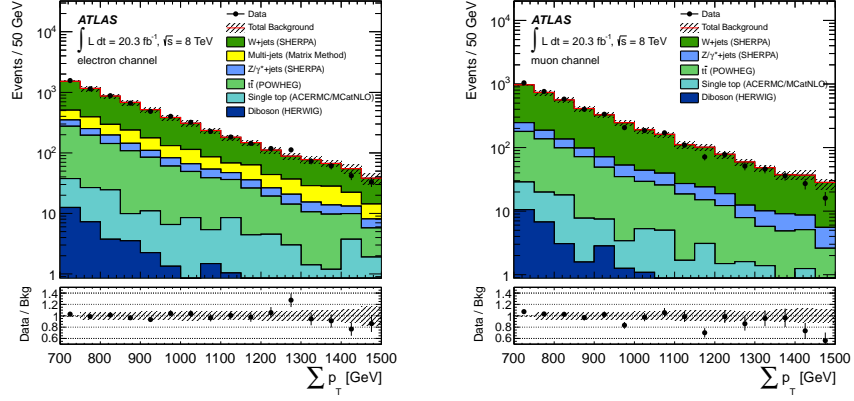 Events / 50 GeV
ATLAS
∫ L dt = 20.3 fb⁻¹, √s = 8 TeV
electron channel
Data
Total Background
W+jets (SHERPA)
Multi-jets (Matrix Method)
Z/γ*+jets (SHERPA)
tt̄ (POWHEG)
Single top (ACERMC/MCatNLO)
Diboson (HERWIG)
10⁴
10³
10²
10
1
Data / Bkg
1.4
1.2
1
0.8
0.6
700 800 900 1000 1100 1200 1300 1400 1500
∑ p_T [GeV]
Events / 50 GeV
ATLAS
∫ L dt = 20.3 fb⁻¹, √s = 8 TeV
muon channel
Data
Total Background
W+jets (SHERPA)
Z/γ*+jets (SHERPA)
tt̄ (POWHEG)
Single top (ACERMC/MCatNLO)
Diboson (HERWIG)
10⁴
10³
10²
10
1
Data / Bkg
1.4
1.2
1
0.8
0.6
700 800 900 1000 1100 1200 1300 1400 1500
∑ p_T [GeV]